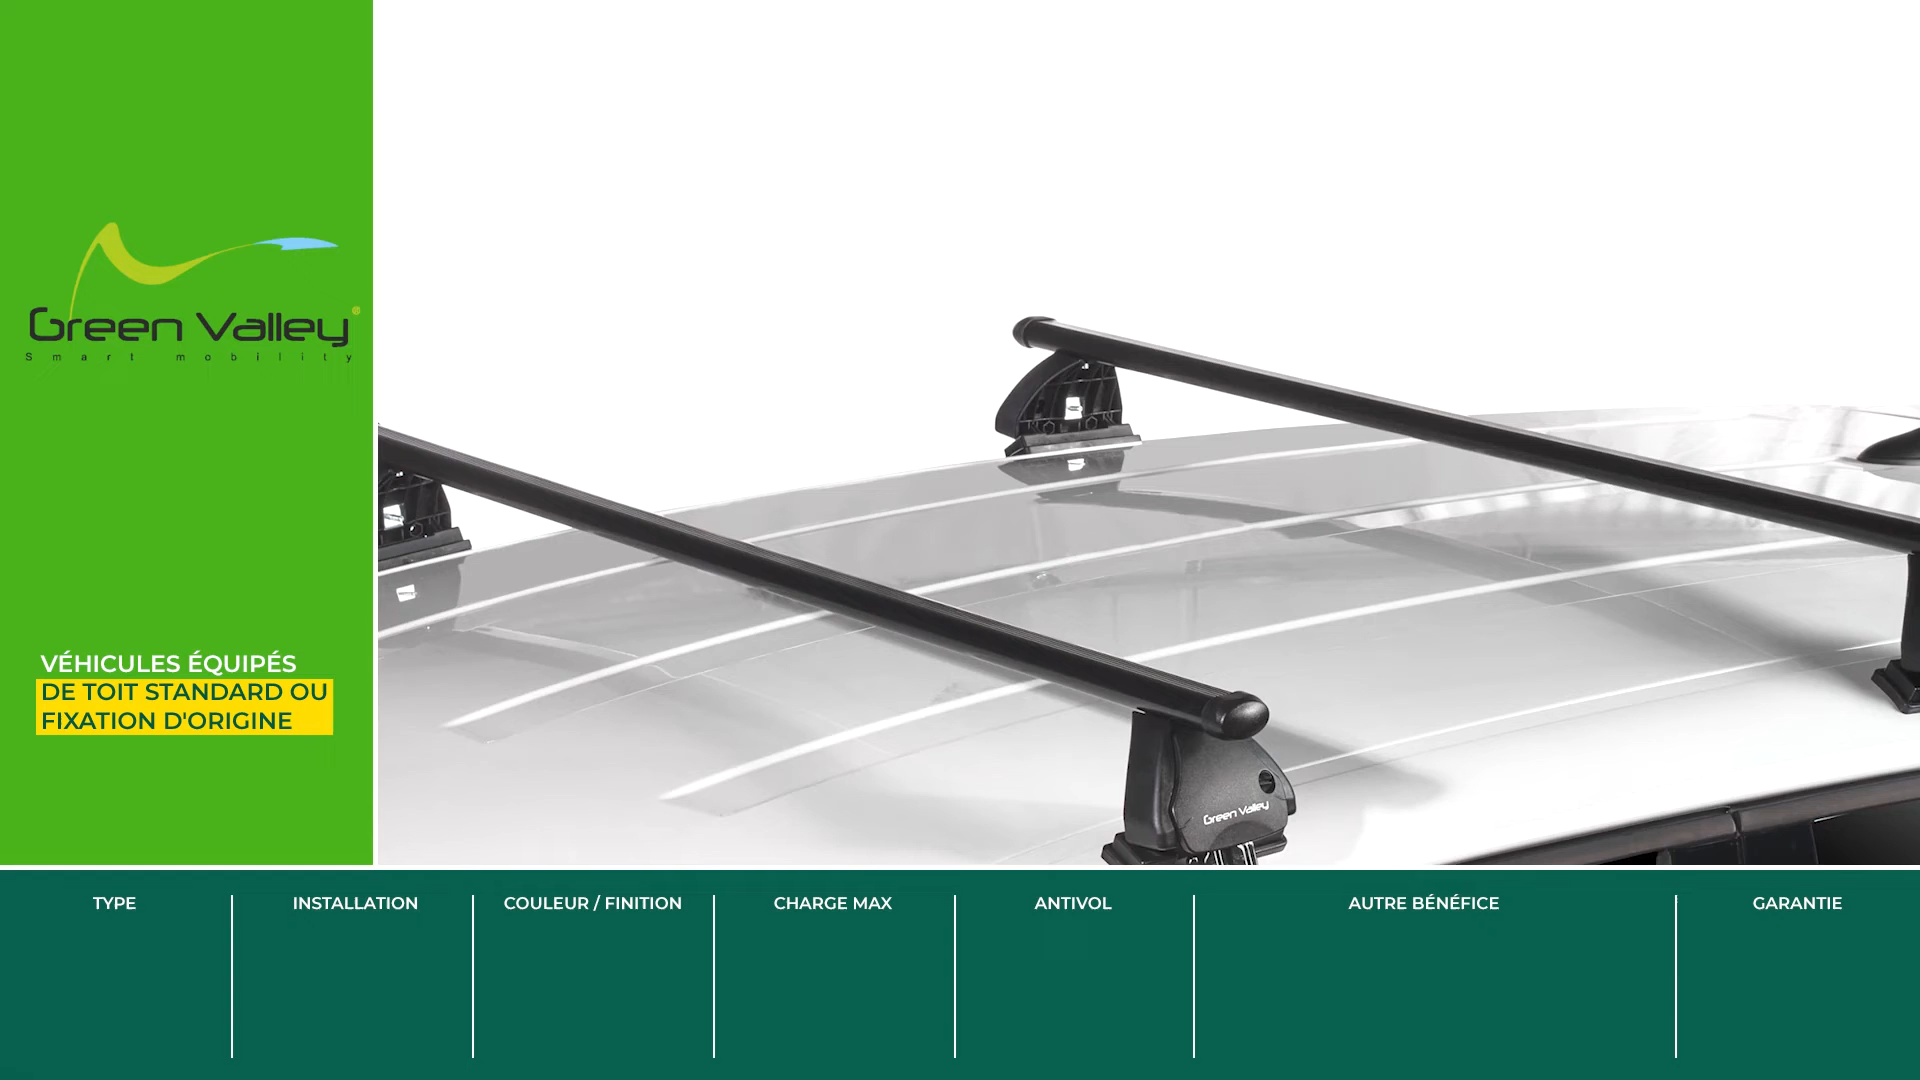 Green Valley®
Smart mobility
VÉHICULES ÉQUIPÉS
DE TOIT STANDARD OU
FIXATION D'ORIGINE
Green Valley
TYPE
INSTALLATION
COULEUR / FINITION
CHARGE MAX
ANTIVOL
AUTRE BÉNÉFICE
GARANTIE